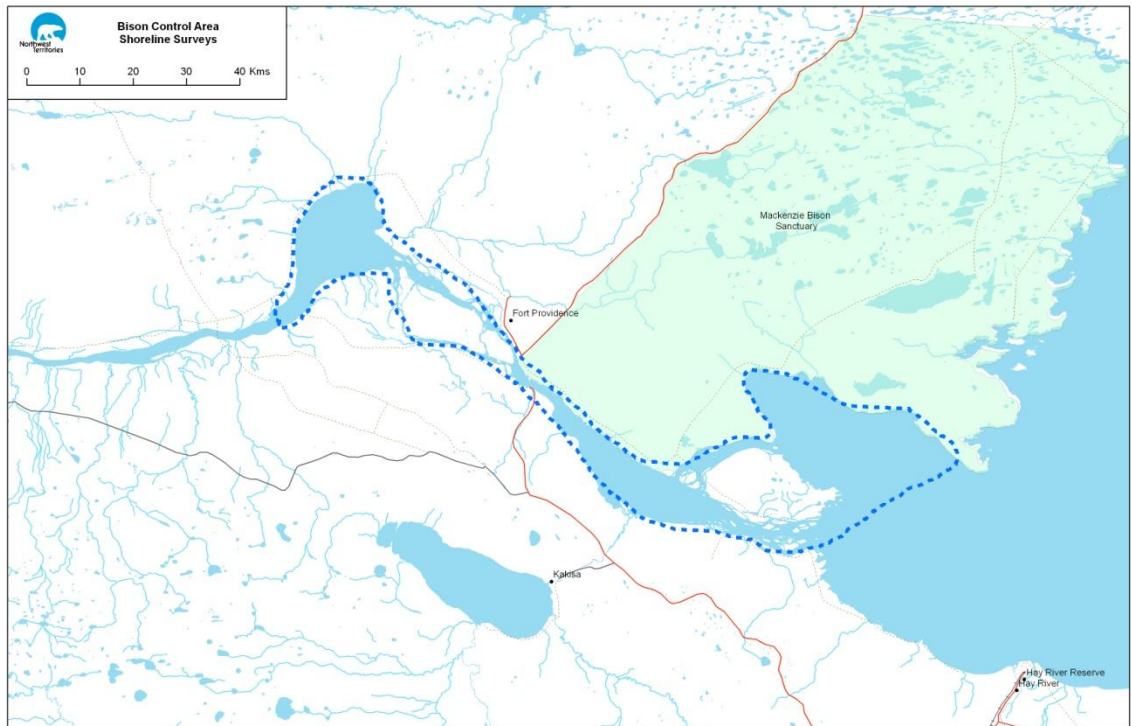 Bison Control Area
Shoreline Surveys
Northwest
Territories
0 10 20 30 40 Kms
Mackenzie Bison
Sanctuary
Fort Providence
Kakisa
Hay River Reserve
Hay River